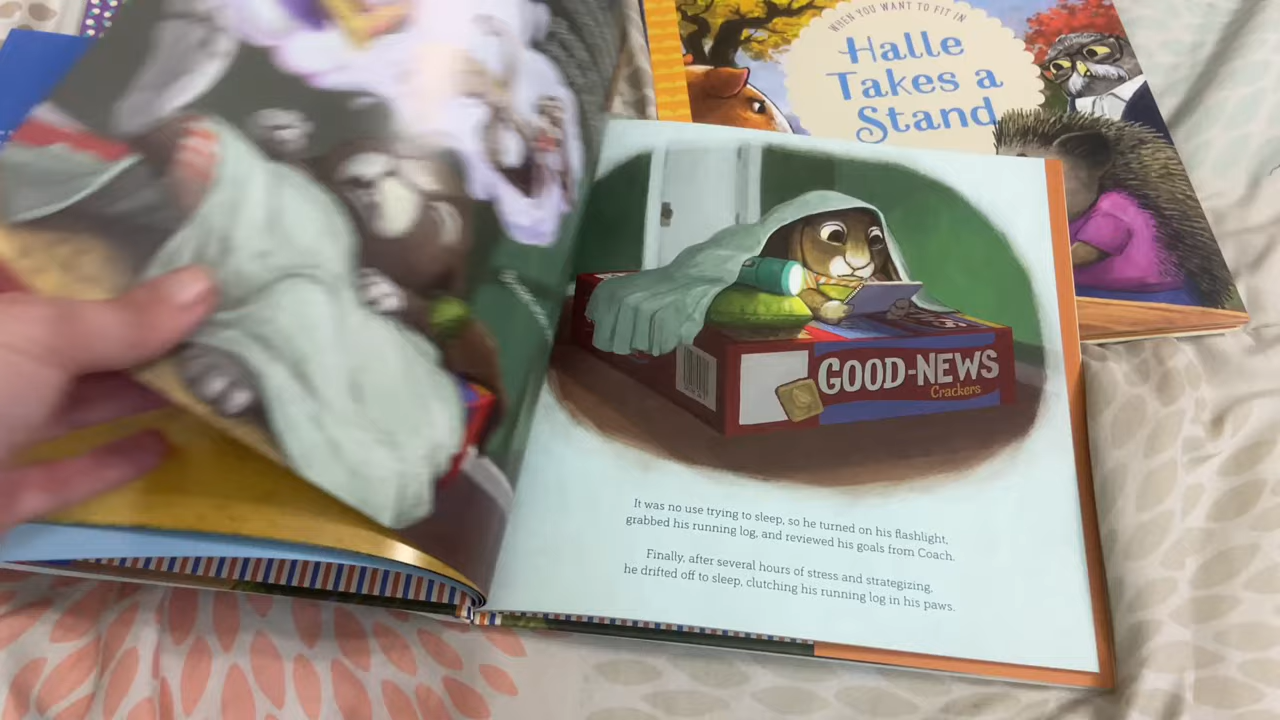 WHEN YOU WANT TO FIT IN
Halle
Takes a
Stand
GOOD-NEWS
Crackers
It was no use trying to sleep, so he turned on his flashlight,
grabbed his running log, and reviewed his goals from Coach.
Finally, after several hours of stress and strategizing,
he drifted off to sleep, clutching his running log in his paws.